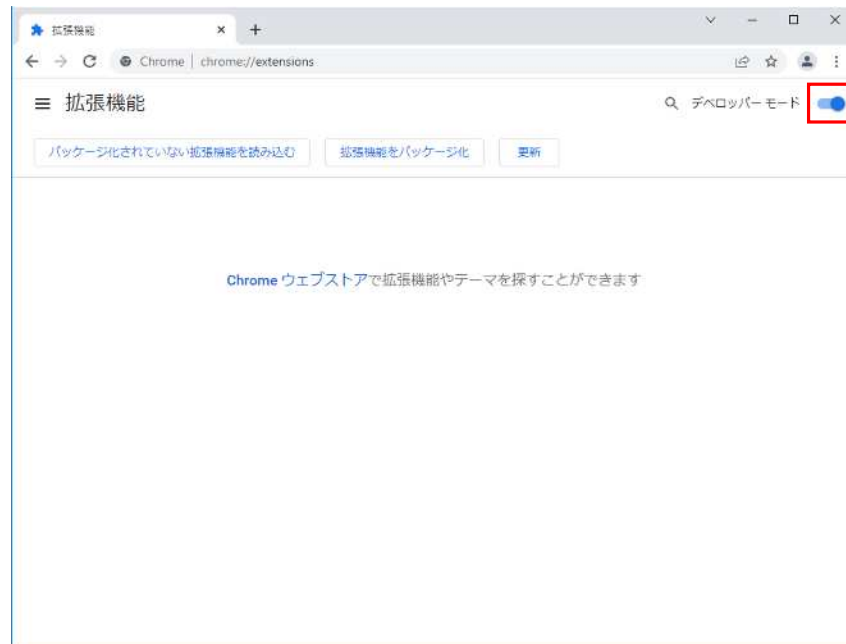 拡張機能
Chrome | chrome://extensions
拡張機能
デベロッパー モード
パッケージ化されていない拡張機能を読み込む
拡張機能をパッケージ化
更新
Chrome ウェブストアで拡張機能やテーマを探すことができます